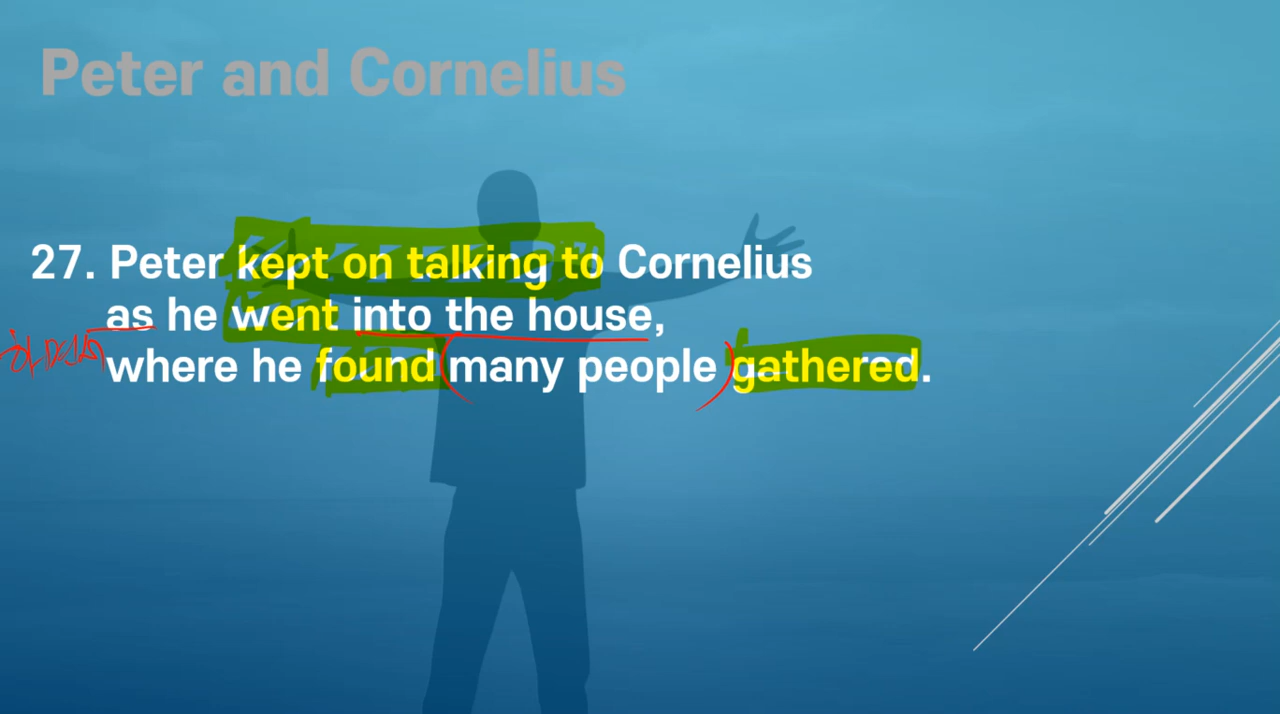 Peter and Cornelius
27. Peter kept on talking to Cornelius
as he went into the house,
where he found many people gathered.